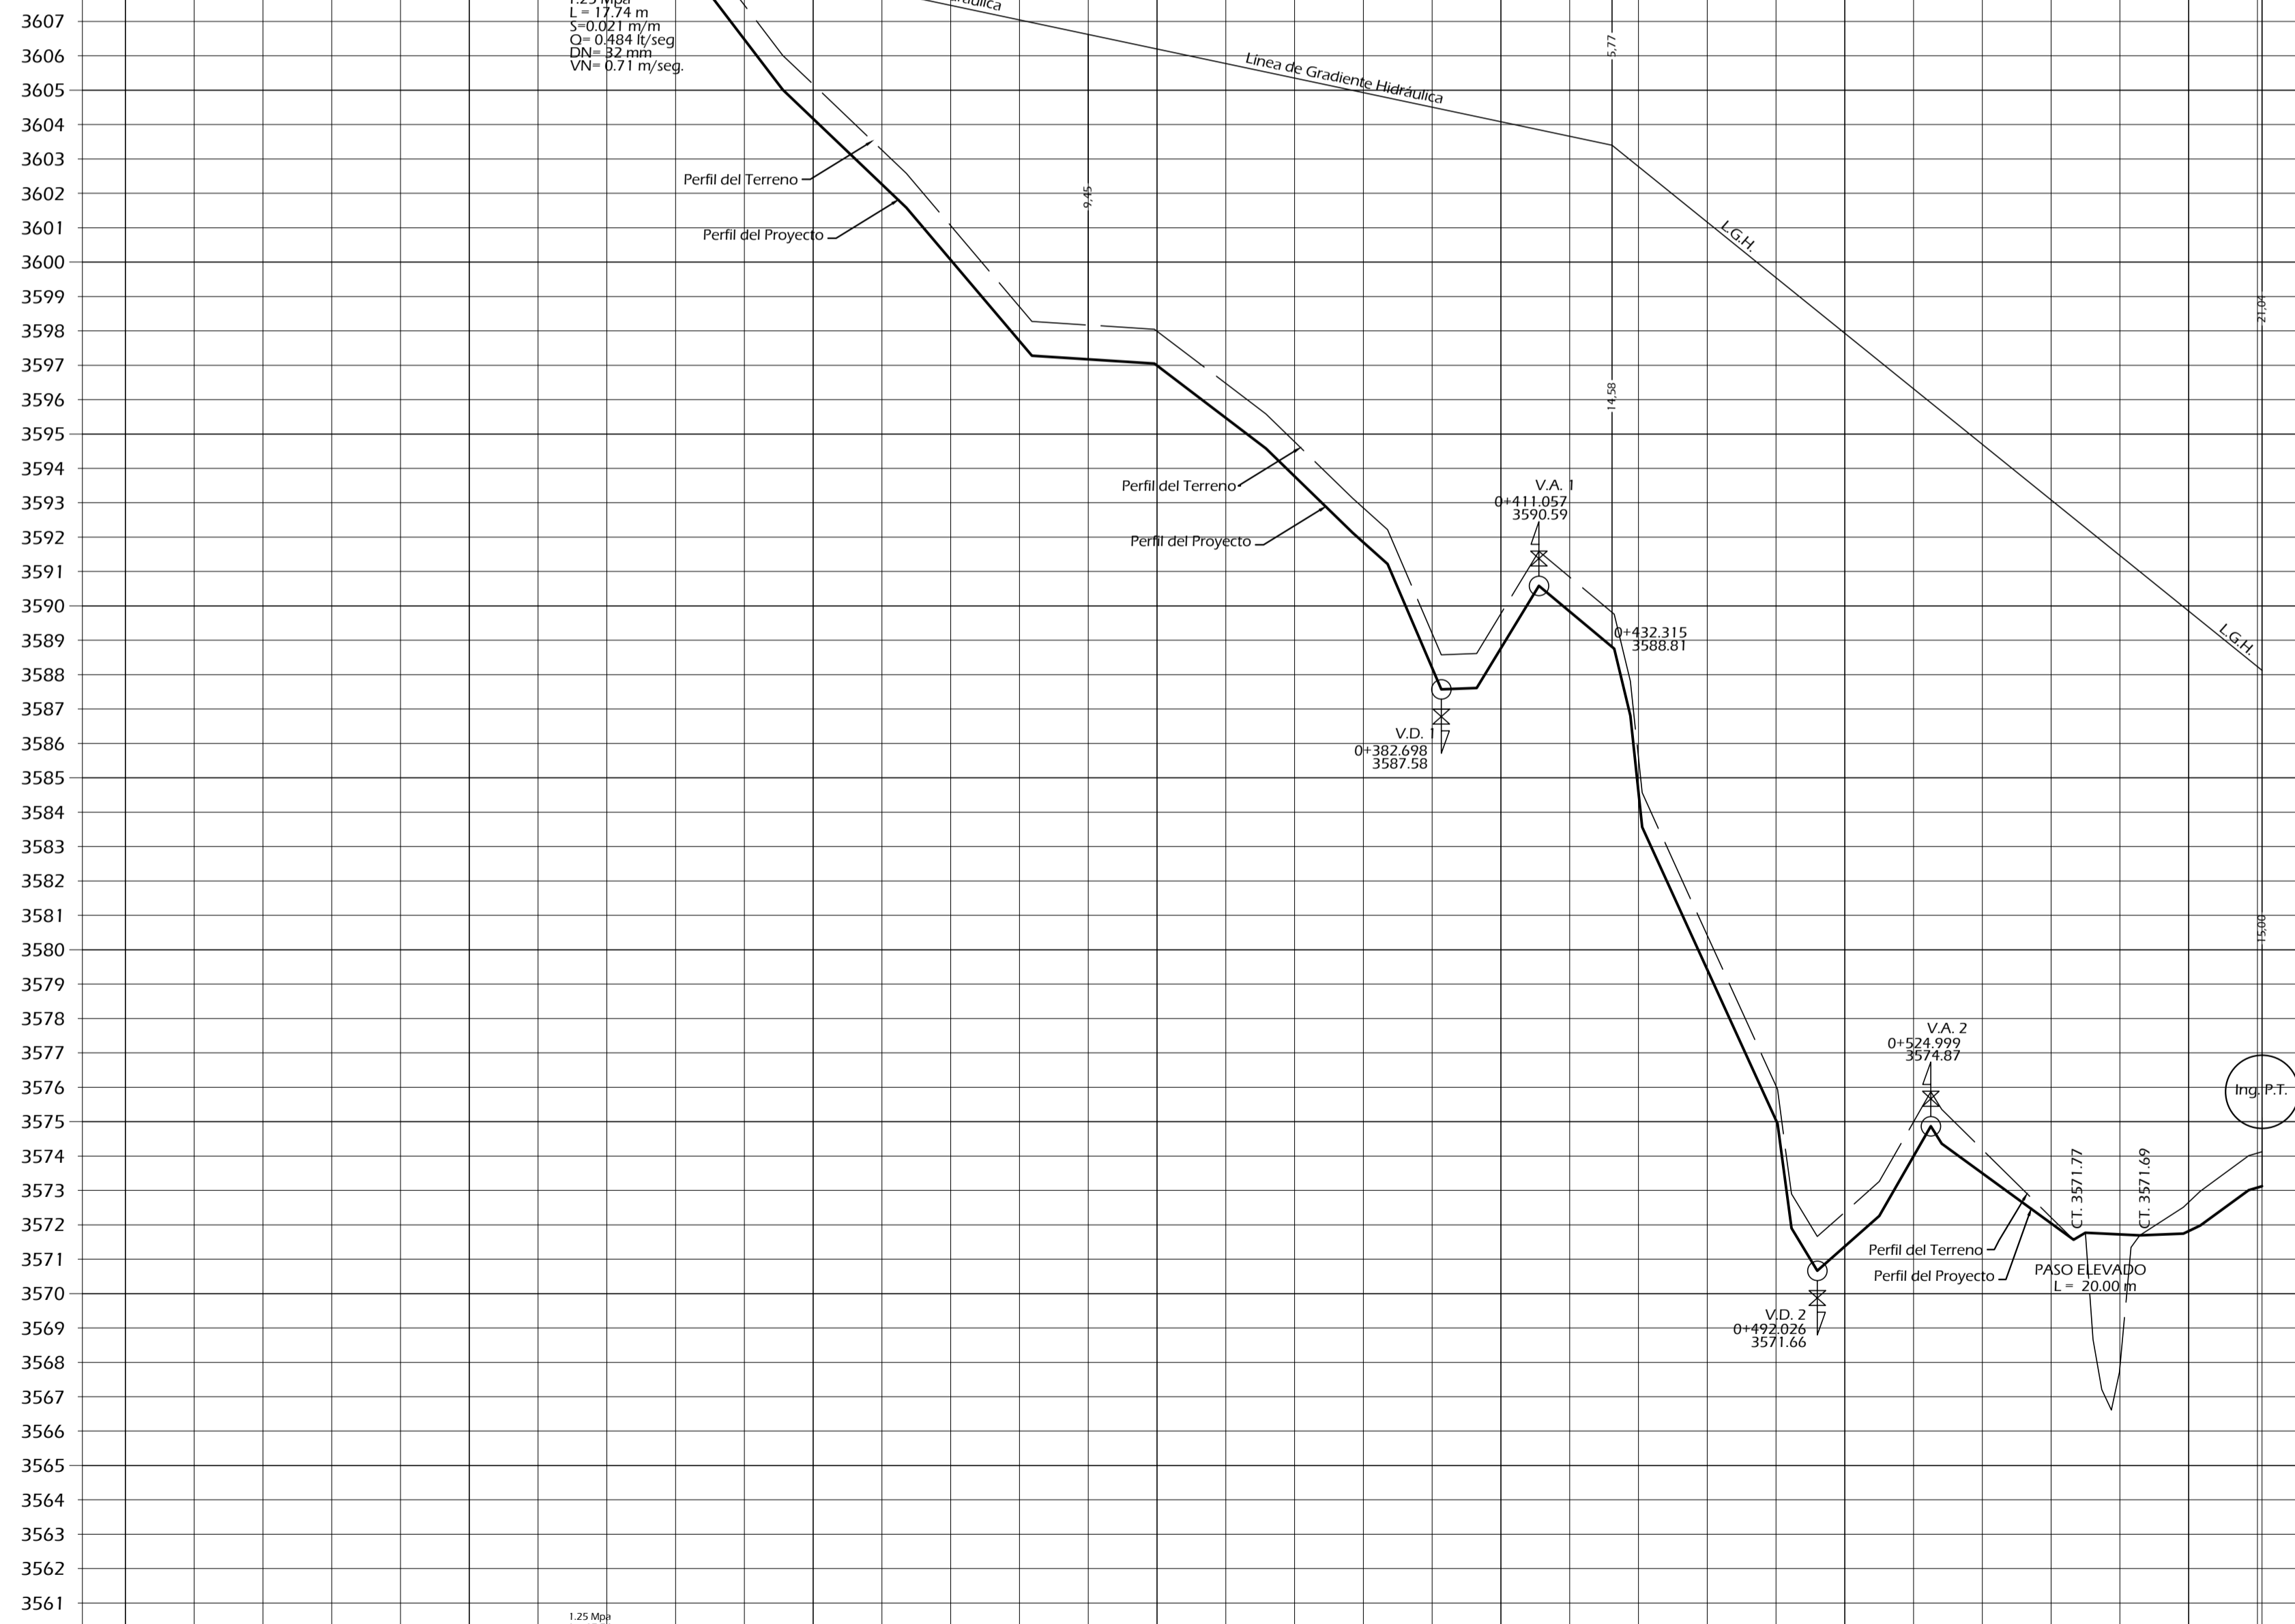 1.25 Mpa
L = 17.74 m
S=0.021 m/m
Q= 0.484 lt/seg
DN= 32 mm
VN= 0.71 m/seg.
Línea de Gradiente Hidráulica
5,77
L.G.H.
Perfil del Terreno
Perfil del Proyecto
9,45
21,04
14,58
Perfil del Terreno
Perfil del Proyecto
V.A. 1
0+411.057
3590.59
0+432.315
3588.81
L.G.H.
V.D. 1
0+382.698
3587.58
15,00
V.A. 2
0+524.999
3574.87
Ing. P.T.
CT. 3571.77
CT. 3571.69
Perfil del Terreno
Perfil del Proyecto
PASO ELEVADO
L = 20.00 m
V.D. 2
0+492.026
3571.66
1.25 Mpa
3607
3606
3605
3604
3603
3602
3601
3600
3599
3598
3597
3596
3595
3594
3593
3592
3591
3590
3589
3588
3587
3586
3585
3584
3583
3582
3581
3580
3579
3578
3577
3576
3575
3574
3573
3572
3571
3570
3569
3568
3567
3566
3565
3564
3563
3562
3561